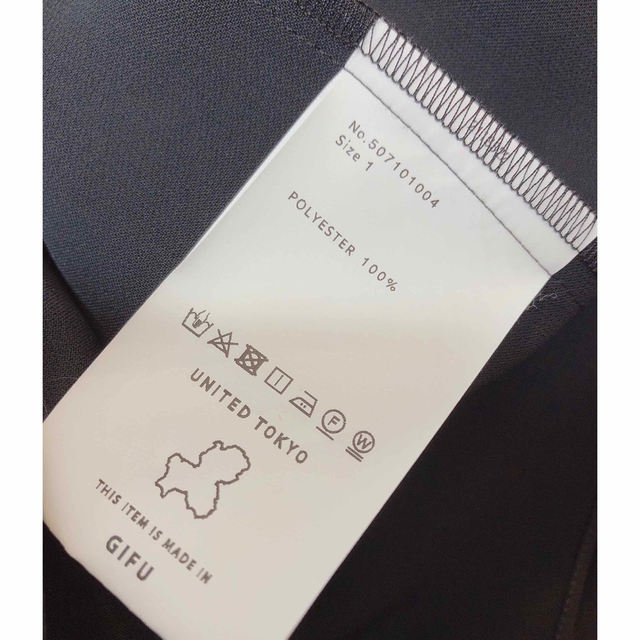 No.507101004
Size 1
POLYESTER 100%
F W
UNITED TOKYO
THIS ITEM IS MADE IN
GIFU